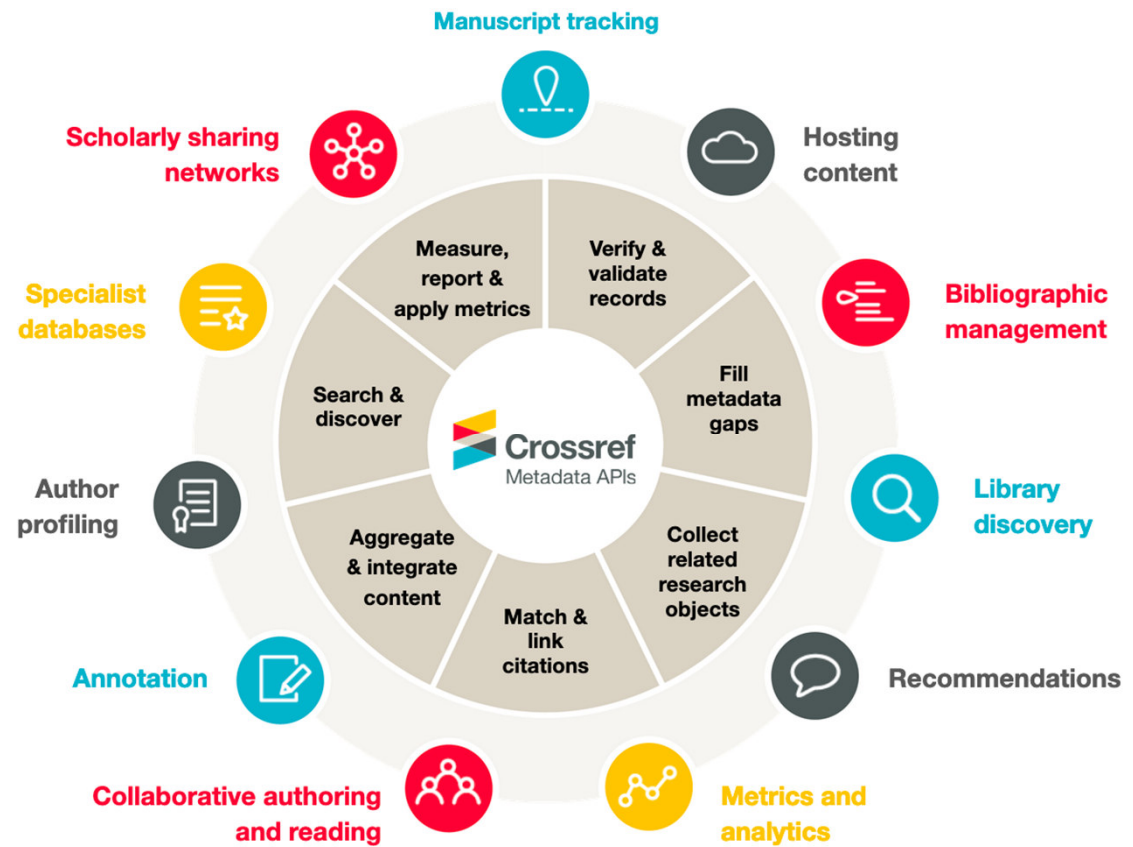 Manuscript tracking
Hosting
content
Bibliographic
management
Library
discovery
Recommendations
Metrics and
analytics
Collaborative authoring
and reading
Annotation
Author
profiling
Specialist
databases
Scholarly sharing
networks
Measure,
report &
apply metrics
Verify &
validate
records
Fill
metadata
gaps
Collect
related
research
objects
Match &
link
citations
Aggregate
& integrate
content
Search &
discover
Crossref
Metadata APIs